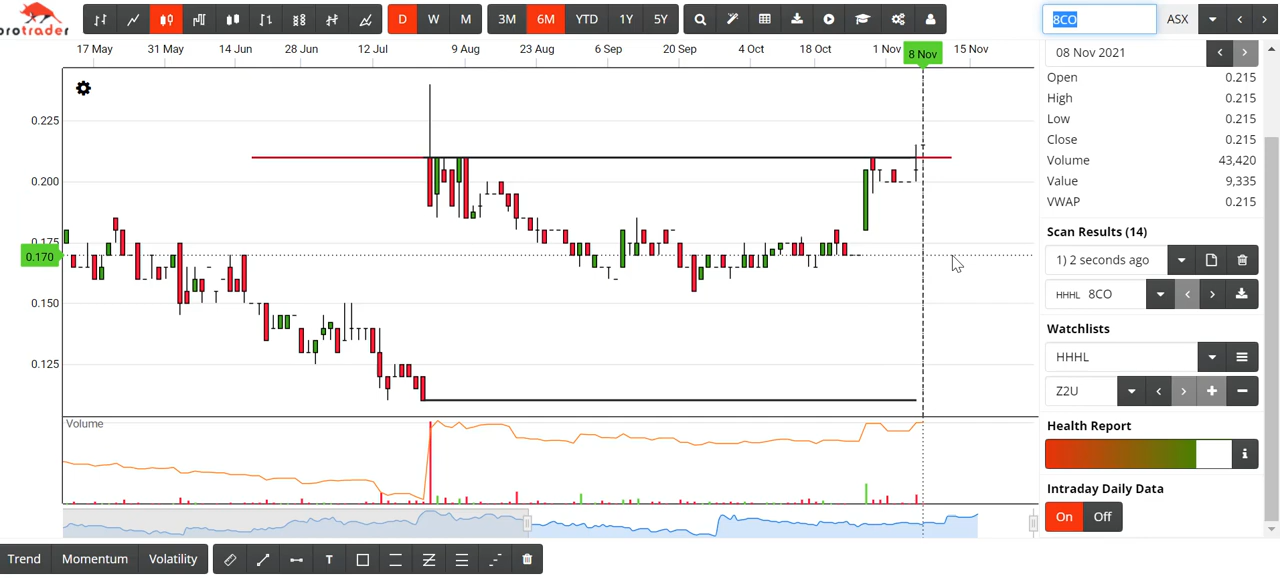 protrader
D W M
3M 6M YTD 1Y 5Y
8CO ASX
17 May 31 May 14 Jun 28 Jun 12 Jul 9 Aug 23 Aug 6 Sep 20 Sep 4 Oct 18 Oct 1 Nov 8 Nov 15 Nov
08 Nov 2021
Open 0.215
High 0.215
Low 0.215
Close 0.215
Volume 43,420
Value 9,335
VWAP 0.215
0.225
0.200
0.175
0.170
0.150
0.125
Scan Results (14)
1) 2 seconds ago
HHHL 8CO
Watchlists
HHHL
Z2U
Health Report
Intraday Daily Data
On Off
Volume
Trend Momentum Volatility
T